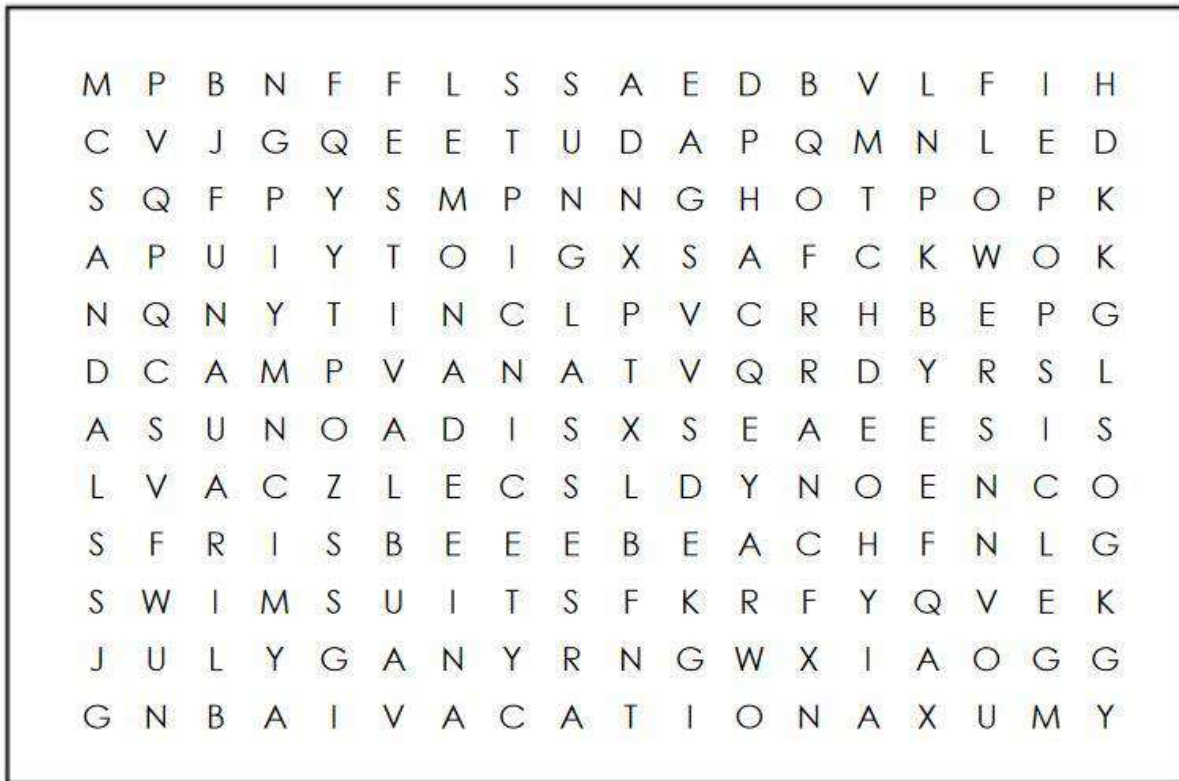 M P B N F F L S S A E D B V L F I H
C V J G Q E E T U D A P Q M N L E D
S Q F P Y S M P N N G H O T P O P K
A P U I Y T O I G X S A F C K W O K
N Q N Y T I N C L P V C R H B E P G
D C A M P V A N A T V Q R D Y R S L
A S U N O A D I S X S E A E E S I S
L V A C Z L E C S L D Y N O E N C O
S F R I S B E E E B E A C H F N L G
S W I M S U I T S F K R F Y Q V E K
J U L Y G A N Y R N G W X I A O G G
G N B A I V A C A T I O N A X U M Y